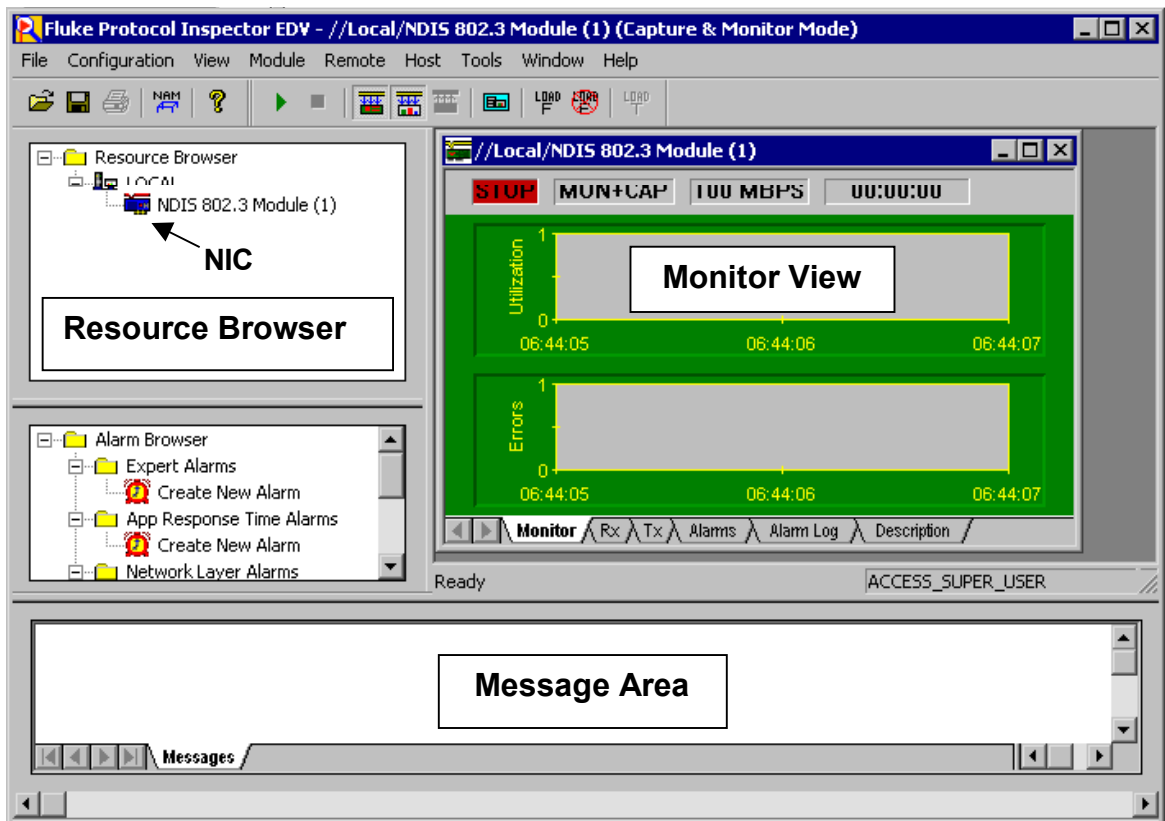 Fluke Protocol Inspector EDV - //Local/NDIS 802.3 Module (1) (Capture & Monitor Mode)
File Configuration View Module Remote Host Tools Window Help
NAM
LOAD F
LOAD F
LOAD T
Resource Browser
LOCAL
NDIS 802.3 Module (1)
NIC
Resource Browser
//Local/NDIS 802.3 Module (1)
STOP MON+CAP 100 MBPS 00:00:00
Utilization
1
0
06:44:05 06:44:06 06:44:07
Monitor View
Errors
1
0
06:44:05 06:44:06 06:44:07
Monitor Rx Tx Alarms Alarm Log Description
Alarm Browser
Expert Alarms
Create New Alarm
App Response Time Alarms
Create New Alarm
Network Layer Alarms
Ready ACCESS_SUPER_USER
Message Area
Messages